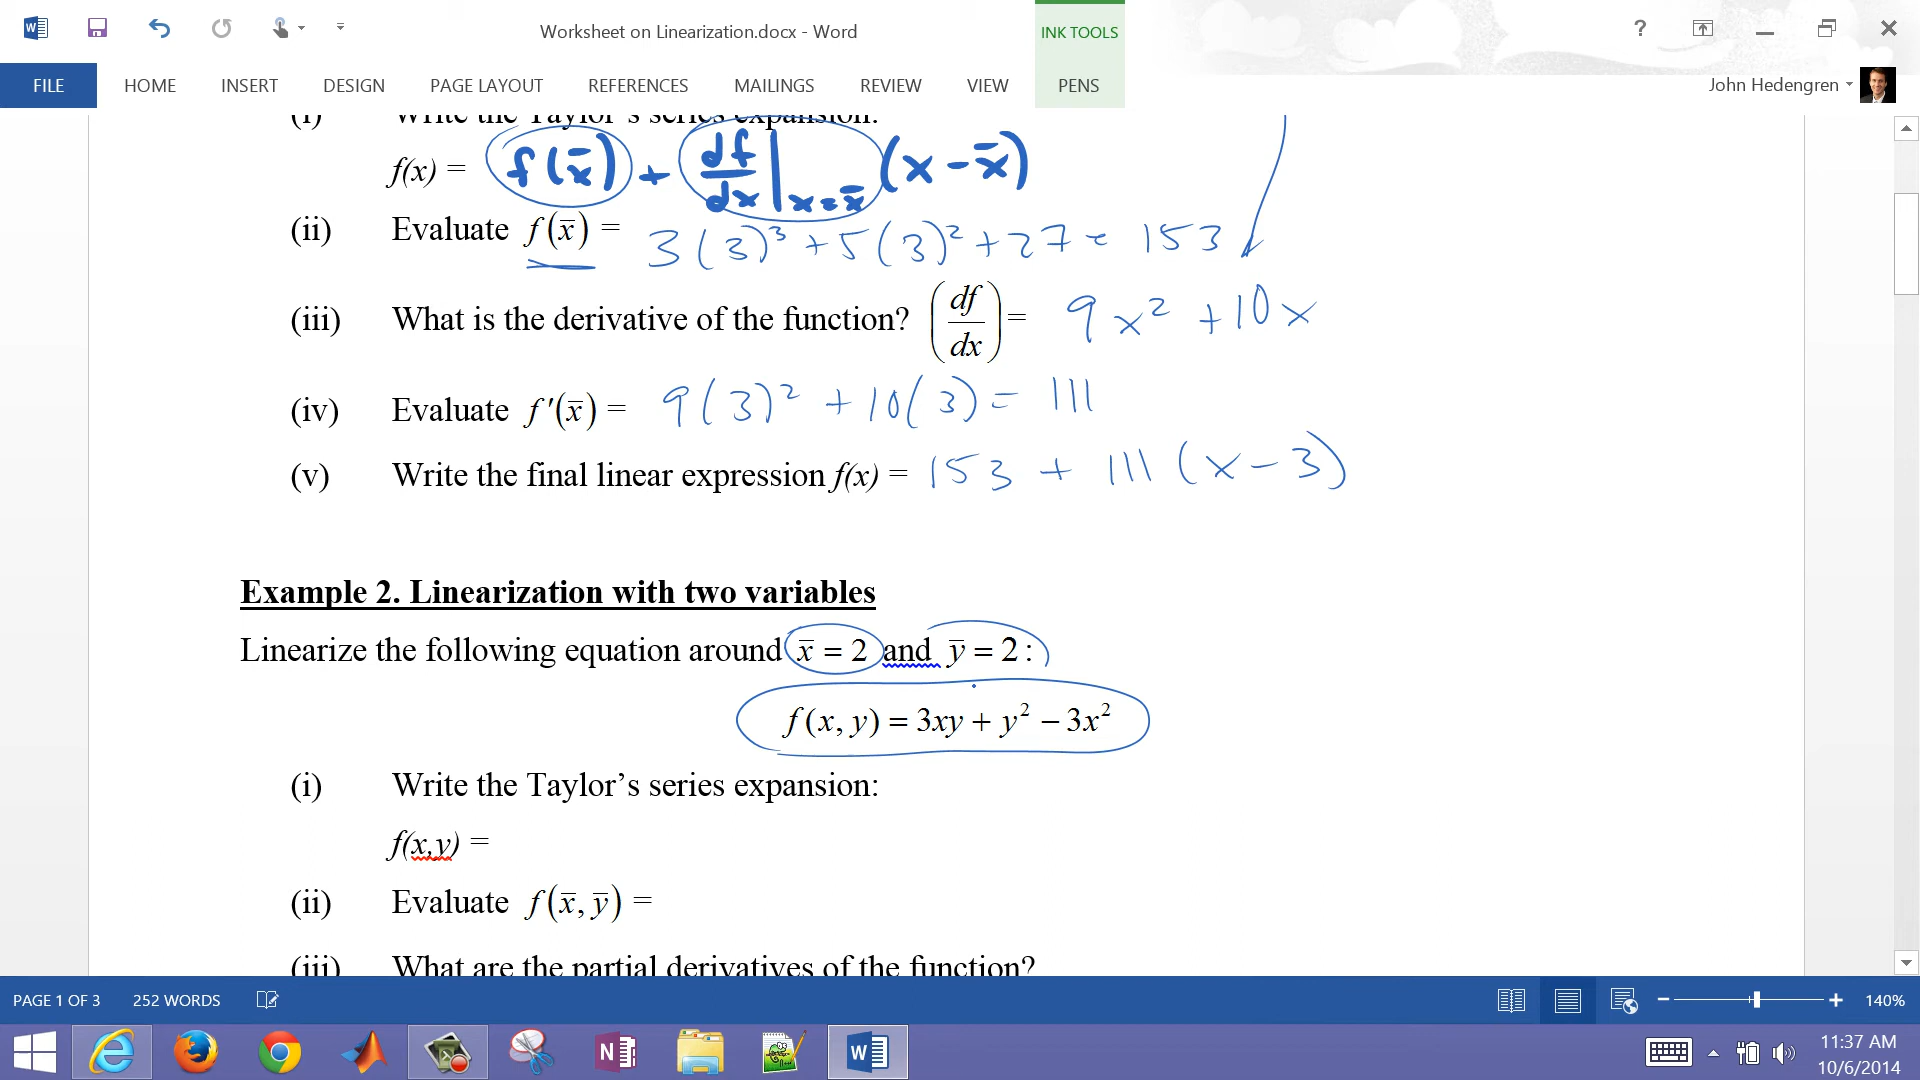 Worksheet on Linearization.docx - Word
INK TOOLS
?
FILE HOME INSERT DESIGN PAGE LAYOUT REFERENCES MAILINGS REVIEW VIEW PENS
John Hedengren
(i) Write the Taylor's series expansion:
f(x) = f(x̄) + df/dx|x=x̄ (x - x̄)
(ii) Evaluate f(x̄) = 3(3)³ + 5(3)² + 27 = 153
(iii) What is the derivative of the function? (df/dx) = 9x² + 10x
(iv) Evaluate f'(x̄) = 9(3)² + 10(3) = 111
(v) Write the final linear expression f(x) = 153 + 111(x - 3)
Example 2. Linearization with two variables
Linearize the following equation around x̄ = 2 and ȳ = 2:
f(x, y) = 3xy + y² − 3x²
(i) Write the Taylor's series expansion:
f(x,y) =
(ii) Evaluate f(x̄, ȳ) =
(iii) What are the partial derivatives of the function?
PAGE 1 OF 3 252 WORDS 140%
11:37 AM
10/6/2014